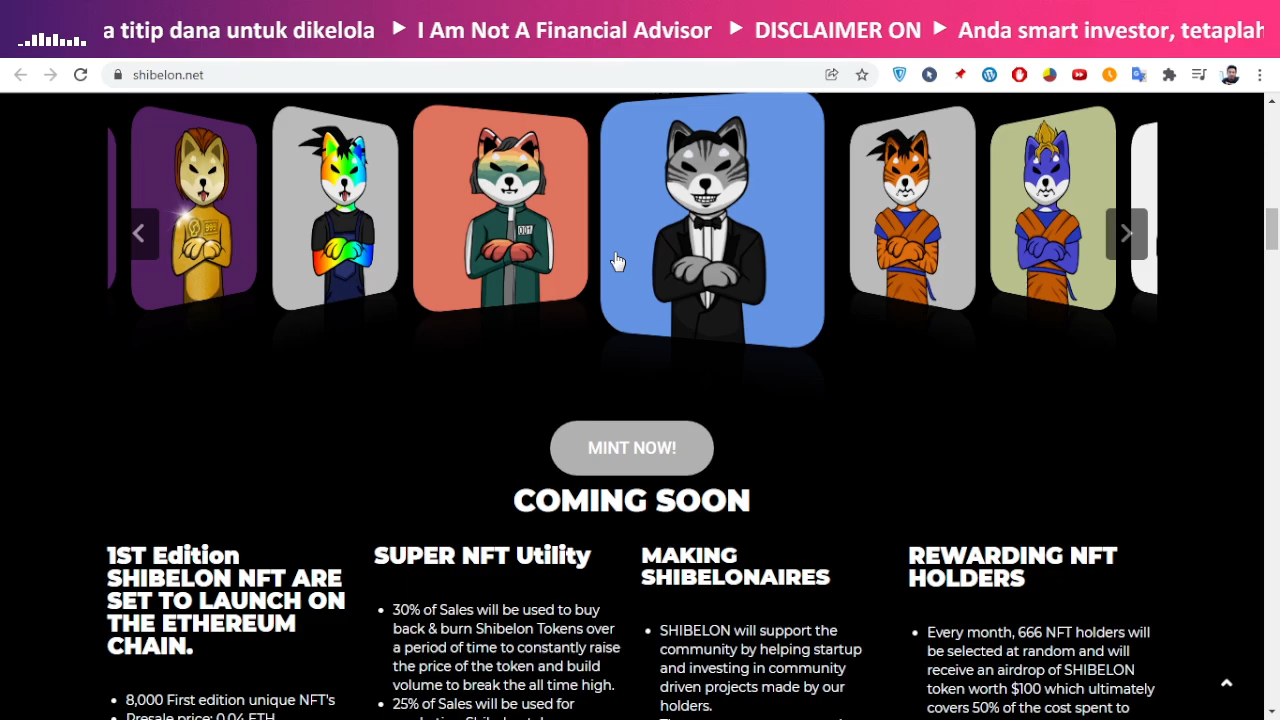 a titip dana untuk dikelola ▶ I Am Not A Financial Advisor ▶ DISCLAIMER ON ▶ Anda smart investor, tetaplah
shibelon.net
001
MINT NOW!
COMING SOON
1ST Edition
SHIBELON NFT ARE
SET TO LAUNCH ON
THE ETHEREUM
CHAIN.
• 8,000 First edition unique NFT's
Presale price: 0.04 ETH
SUPER NFT Utility
• 30% of Sales will be used to buy
back & burn Shibelon Tokens over
a period of time to constantly raise
the price of the token and build
volume to break the all time high.
• 25% of Sales will be used for
MAKING
SHIBELONAIRES
• SHIBELON will support the
community by helping startup
and investing in community
driven projects made by our
holders.
REWARDING NFT
HOLDERS
• Every month, 666 NFT holders will
be selected at random and will
receive an airdrop of SHIBELON
token worth $100 which ultimately
covers 50% of the cost spent to